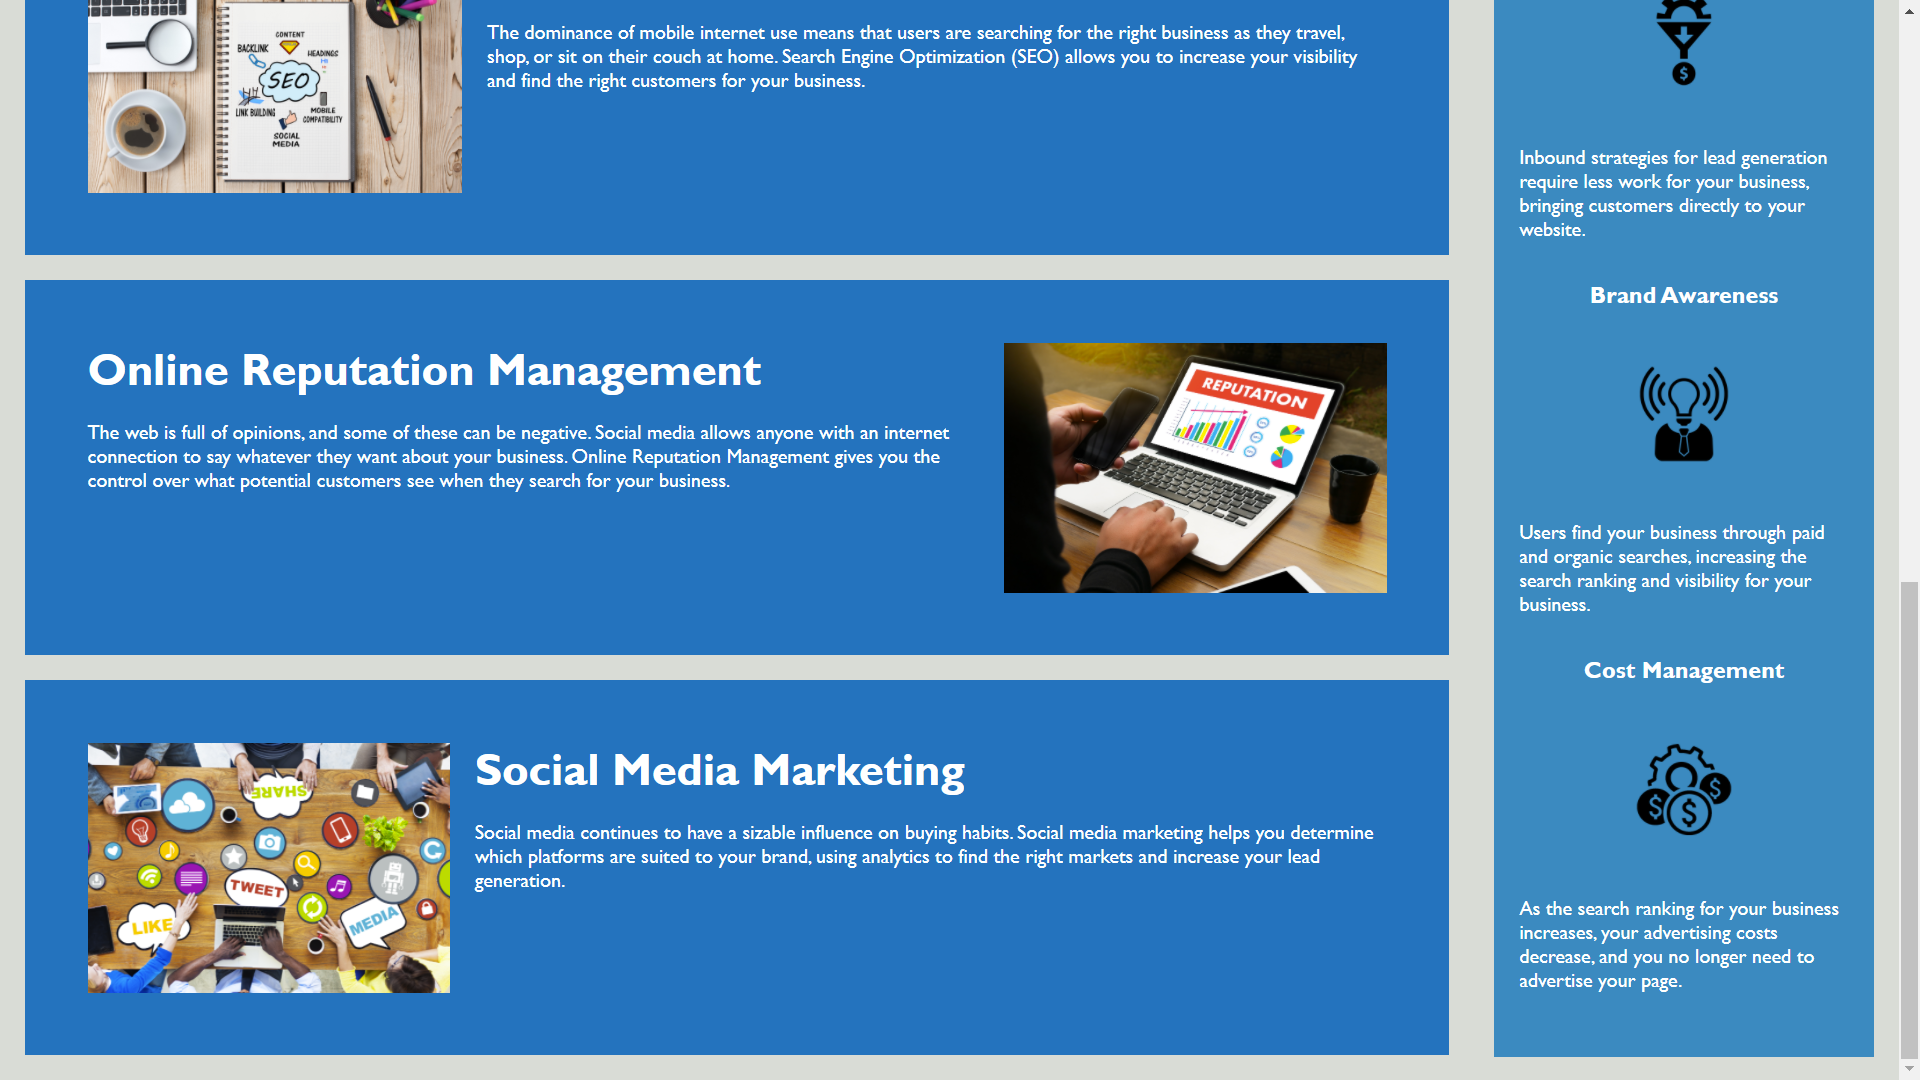 The dominance of mobile internet use means that users are searching for the right business as they travel,
shop, or sit on their couch at home. Search Engine Optimization (SEO) allows you to increase your visibility
and find the right customers for your business.
CONTENT
BACKLINK
HEADINGS
SEO
LINK BUILDING
MOBILE
COMPATIBILITY
SOCIAL
MEDIA
Online Reputation Management
The web is full of opinions, and some of these can be negative. Social media allows anyone with an internet
connection to say whatever they want about your business. Online Reputation Management gives you the
control over what potential customers see when they search for your business.
REPUTATION
SHARE
TWEET
LIKE
MEDIA
Social Media Marketing
Social media continues to have a sizable influence on buying habits. Social media marketing helps you determine
which platforms are suited to your brand, using analytics to find the right markets and increase your lead
generation.
$
Inbound strategies for lead generation
require less work for your business,
bringing customers directly to your
website.
Brand Awareness
Users find your business through paid
and organic searches, increasing the
search ranking and visibility for your
business.
Cost Management
$ $ $
As the search ranking for your business
increases, your advertising costs
decrease, and you no longer need to
advertise your page.